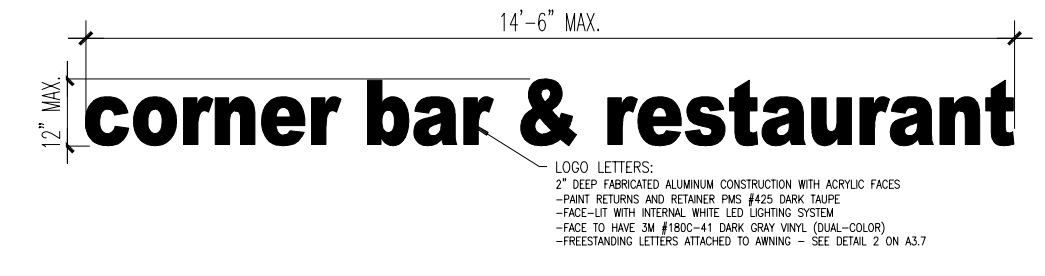 14'-6" MAX.
12" MAX.
corner bar & restaurant
LOGO LETTERS:
2" DEEP FABRICATED ALUMINUM CONSTRUCTION WITH ACRYLIC FACES
-PAINT RETURNS AND RETAINER PMS #425 DARK TAUPE
-FACE-LIT WITH INTERNAL WHITE LED LIGHTING SYSTEM
-FACE TO HAVE 3M #180C-41 DARK GRAY VINYL (DUAL-COLOR)
-FREESTANDING LETTERS ATTACHED TO AWNING - SEE DETAIL 2 ON A3.7